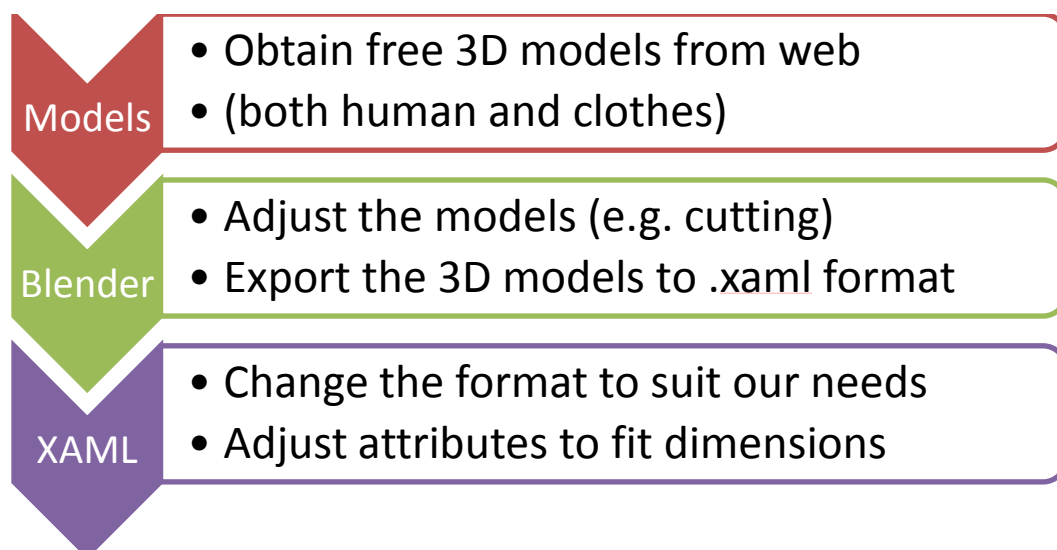 Models
• Obtain free 3D models from web
• (both human and clothes)
Blender
• Adjust the models (e.g. cutting)
• Export the 3D models to .xaml format
XAML
• Change the format to suit our needs
• Adjust attributes to fit dimensions